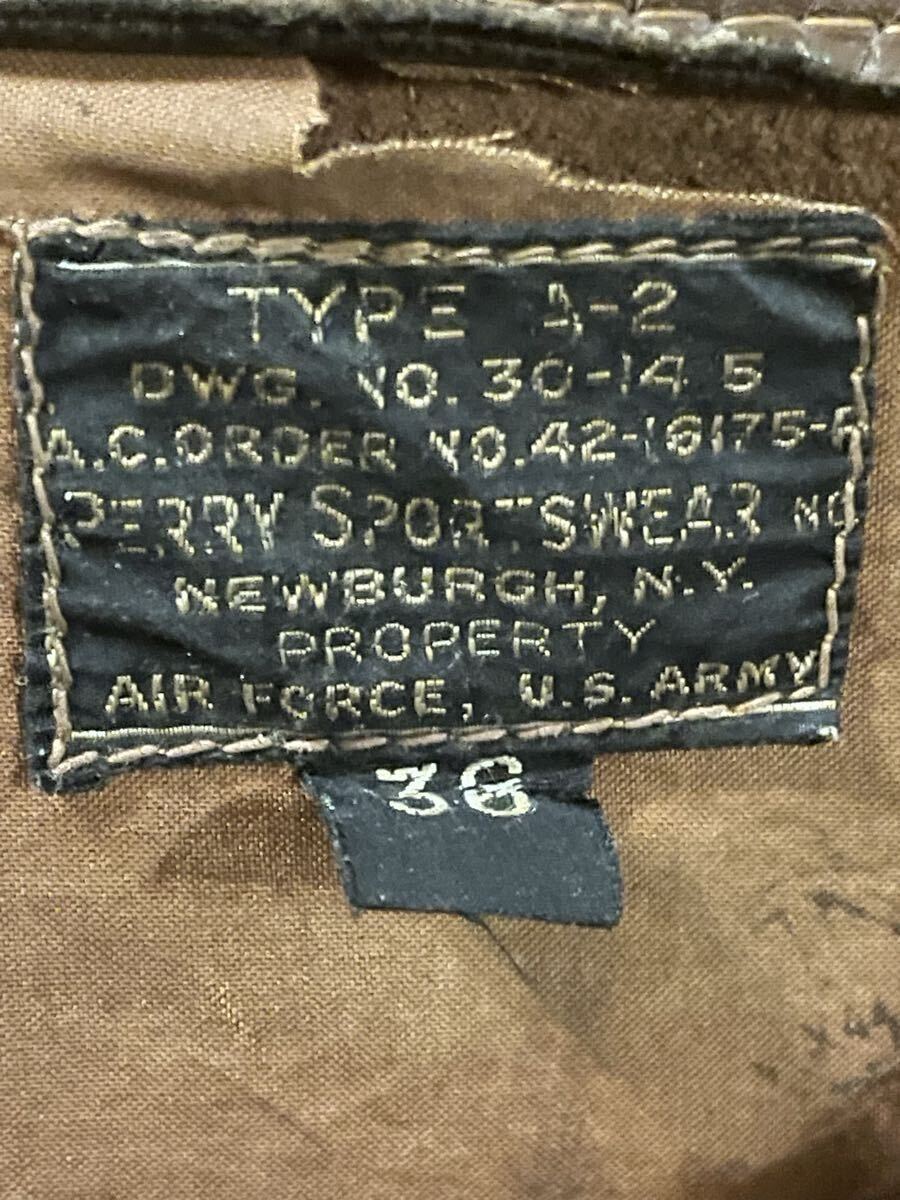 TYPE A-2
DWG. NO. 30-1415
A.C. ORDER NO. 42-16175-P
PERRY SPORTSWEAR INC
NEWBURGH, N.Y.
PROPERTY
AIR FORCE, U.S. ARMY
36